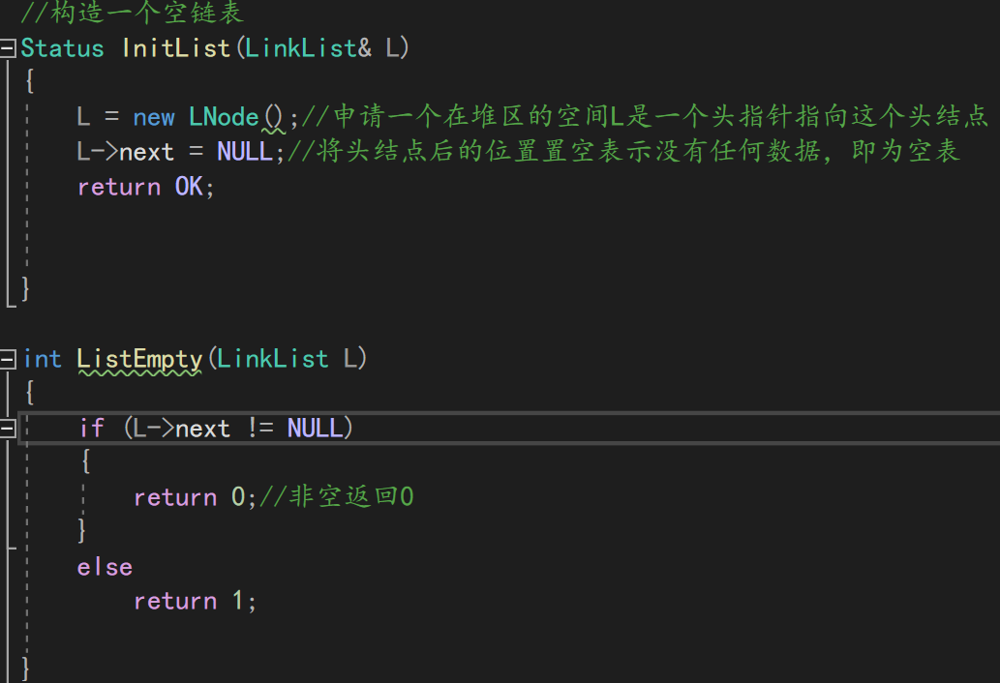 //构造一个空链表
Status InitList(LinkList& L)
{
L = new LNode();//申请一个在堆区的空间L是一个头指针指向这个头结点
L->next = NULL;//将头结点后的位置置空表示没有任何数据，即为空表
return OK;
}
int ListEmpty(LinkList L)
{
if (L->next != NULL)
{
return 0;//非空返回0
}
else
return 1;
}